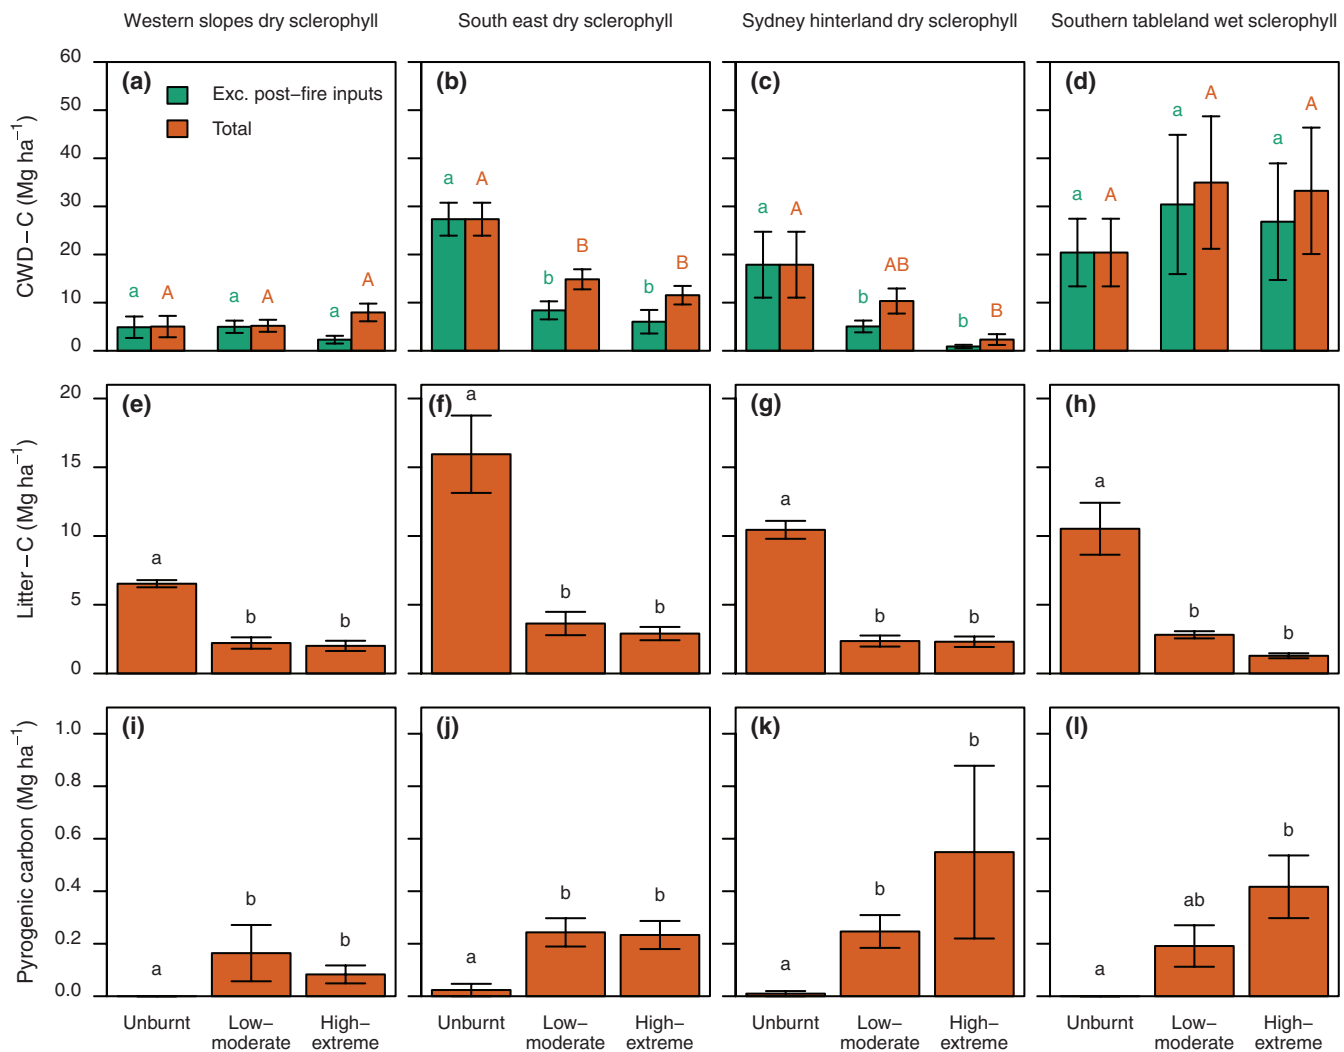 Western slopes dry sclerophyll
South east dry sclerophyll
Sydney hinterland dry sclerophyll
Southern tableland wet sclerophyll
CWD–C (Mg ha⁻¹)
60
50
40
30
20
10
0
(a)
Exc. post–fire inputs
Total
a A a A a A
(b)
a A b B b B
(c)
a A b AB b B
(d)
a A a A a A
Litter–C (Mg ha⁻¹)
20
15
10
5
0
(e)
a b b
(f)
a b b
(g)
a b b
(h)
a b b
Pyrogenic carbon (Mg ha⁻¹)
1.0
0.8
0.6
0.4
0.2
0.0
(i)
a b b
(j)
a b b
(k)
a b b
(l)
a ab b
Unburnt
Low–
moderate
High–
extreme
Unburnt
Low–
moderate
High–
extreme
Unburnt
Low–
moderate
High–
extreme
Unburnt
Low–
moderate
High–
extreme